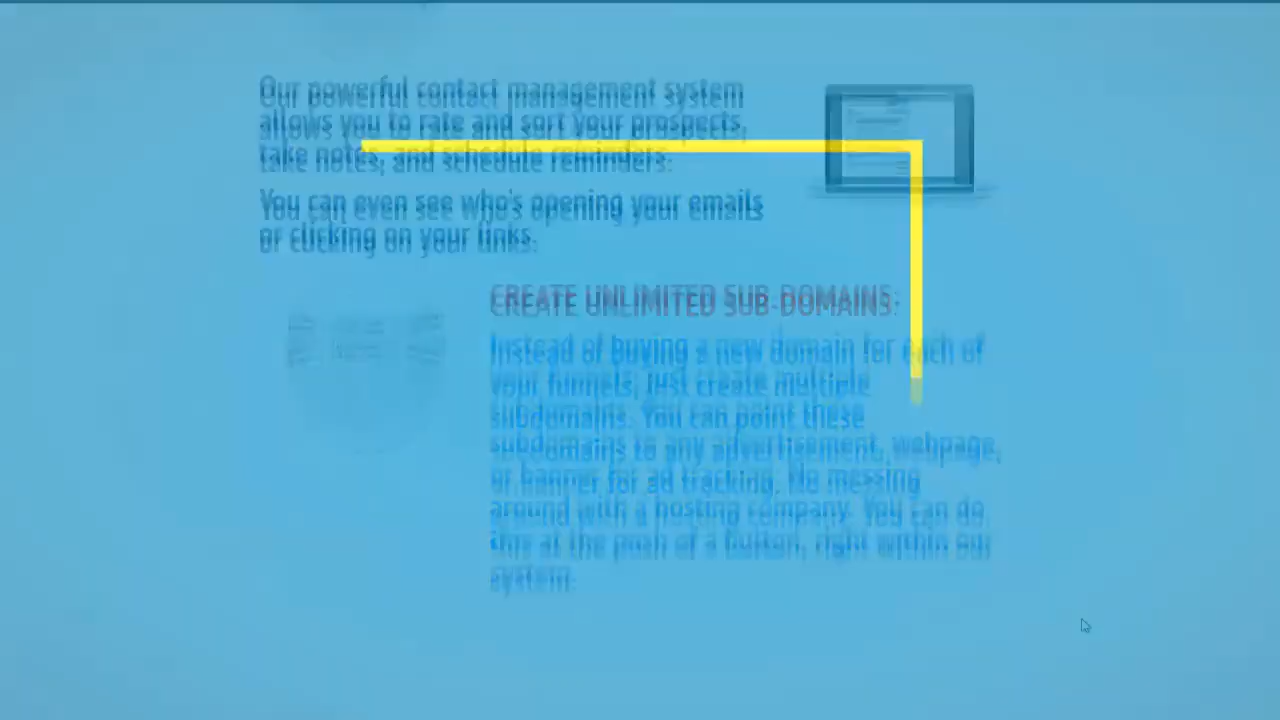 Our powerful contact management system
allows you to rate and sort your prospects,
take notes, and schedule reminders.
You can even see who's opening your emails
or clicking on your links.
CREATE UNLIMITED SUB-DOMAINS:
Instead of buying a new domain for each of
your funnels, just create multiple
subdomains. You can point these
subdomains to any advertisement, webpage,
or banner for ad tracking. No messing
around with a hosting company. You can do
this at the push of a button, right within our
system.